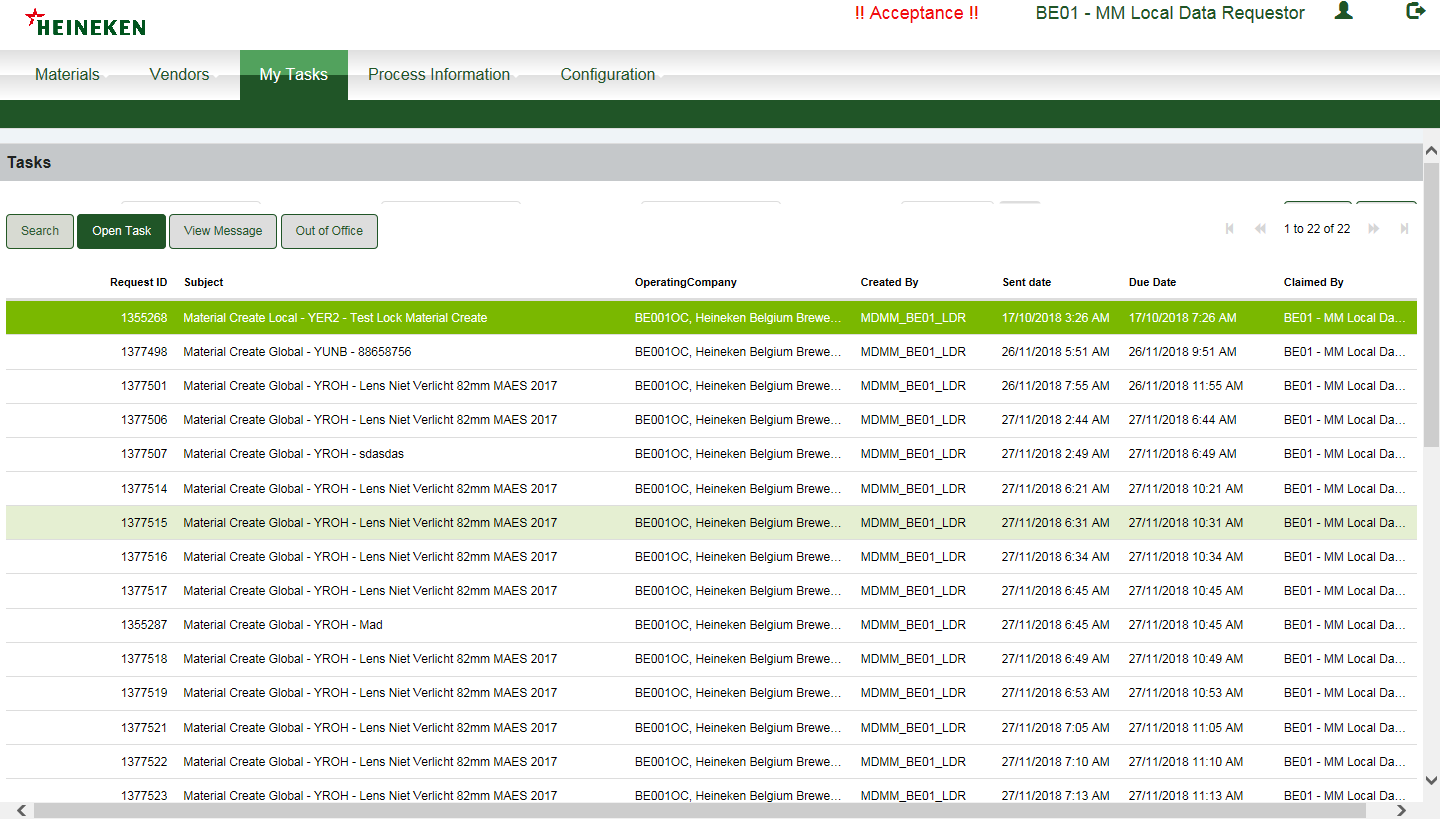 HEINEKEN
!! Acceptance !! BE01 - MM Local Data Requestor
Materials Vendors My Tasks Process Information Configuration
Tasks
Search Open Task View Message Out of Office 1 to 22 of 22
Request ID Subject OperatingCompany Created By Sent date Due Date Claimed By
1355268 Material Create Local - YER2 - Test Lock Material Create BE001OC, Heineken Belgium Brewe... MDMM_BE01_LDR 17/10/2018 3:26 AM 17/10/2018 7:26 AM BE01 - MM Local Da...
1377498 Material Create Global - YUNB - 88658756 BE001OC, Heineken Belgium Brewe... MDMM_BE01_LDR 26/11/2018 5:51 AM 26/11/2018 9:51 AM BE01 - MM Local Da...
1377501 Material Create Global - YROH - Lens Niet Verlicht 82mm MAES 2017 BE001OC, Heineken Belgium Brewe... MDMM_BE01_LDR 26/11/2018 7:55 AM 26/11/2018 11:55 AM BE01 - MM Local Da...
1377506 Material Create Global - YROH - Lens Niet Verlicht 82mm MAES 2017 BE001OC, Heineken Belgium Brewe... MDMM_BE01_LDR 27/11/2018 2:44 AM 27/11/2018 6:44 AM BE01 - MM Local Da...
1377507 Material Create Global - YROH - sdasdas BE001OC, Heineken Belgium Brewe... MDMM_BE01_LDR 27/11/2018 2:49 AM 27/11/2018 6:49 AM BE01 - MM Local Da...
1377514 Material Create Global - YROH - Lens Niet Verlicht 82mm MAES 2017 BE001OC, Heineken Belgium Brewe... MDMM_BE01_LDR 27/11/2018 6:21 AM 27/11/2018 10:21 AM BE01 - MM Local Da...
1377515 Material Create Global - YROH - Lens Niet Verlicht 82mm MAES 2017 BE001OC, Heineken Belgium Brewe... MDMM_BE01_LDR 27/11/2018 6:31 AM 27/11/2018 10:31 AM BE01 - MM Local Da...
1377516 Material Create Global - YROH - Lens Niet Verlicht 82mm MAES 2017 BE001OC, Heineken Belgium Brewe... MDMM_BE01_LDR 27/11/2018 6:34 AM 27/11/2018 10:34 AM BE01 - MM Local Da...
1377517 Material Create Global - YROH - Lens Niet Verlicht 82mm MAES 2017 BE001OC, Heineken Belgium Brewe... MDMM_BE01_LDR 27/11/2018 6:45 AM 27/11/2018 10:45 AM BE01 - MM Local Da...
1355287 Material Create Global - YROH - Mad BE001OC, Heineken Belgium Brewe... MDMM_BE01_LDR 27/11/2018 6:45 AM 27/11/2018 10:45 AM BE01 - MM Local Da...
1377518 Material Create Global - YROH - Lens Niet Verlicht 82mm MAES 2017 BE001OC, Heineken Belgium Brewe... MDMM_BE01_LDR 27/11/2018 6:49 AM 27/11/2018 10:49 AM BE01 - MM Local Da...
1377519 Material Create Global - YROH - Lens Niet Verlicht 82mm MAES 2017 BE001OC, Heineken Belgium Brewe... MDMM_BE01_LDR 27/11/2018 6:53 AM 27/11/2018 10:53 AM BE01 - MM Local Da...
1377521 Material Create Global - YROH - Lens Niet Verlicht 82mm MAES 2017 BE001OC, Heineken Belgium Brewe... MDMM_BE01_LDR 27/11/2018 7:05 AM 27/11/2018 11:05 AM BE01 - MM Local Da...
1377522 Material Create Global - YROH - Lens Niet Verlicht 82mm MAES 2017 BE001OC, Heineken Belgium Brewe... MDMM_BE01_LDR 27/11/2018 7:10 AM 27/11/2018 11:10 AM BE01 - MM Local Da...
1377523 Material Create Global - YROH - Lens Niet Verlicht 82mm MAES 2017 BE001OC, Heineken Belgium Brewe... MDMM_BE01_LDR 27/11/2018 7:13 AM 27/11/2018 11:13 AM BE01 - MM Local Da...